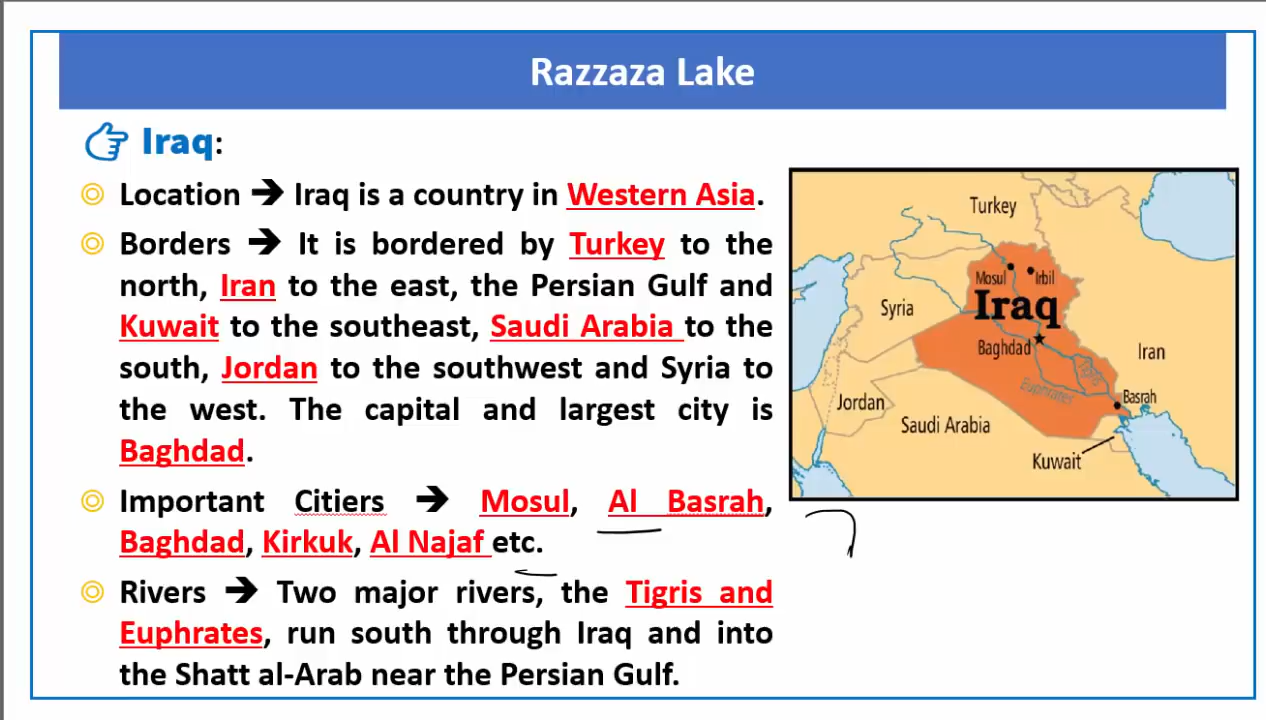 Razzaza Lake
Iraq:
Location → Iraq is a country in Western Asia.
Borders → It is bordered by Turkey to the
north, Iran to the east, the Persian Gulf and
Kuwait to the southeast, Saudi Arabia to the
south, Jordan to the southwest and Syria to
the west. The capital and largest city is
Baghdad.
Important Citiers → Mosul, Al Basrah,
Baghdad, Kirkuk, Al Najaf etc.
Rivers → Two major rivers, the Tigris and
Euphrates, run south through Iraq and into
the Shatt al-Arab near the Persian Gulf.
Turkey
Mosul
Irbil
Syria
Iraq
Baghdad
Iran
Tigris
Euphrates
Basrah
Jordan
Saudi Arabia
Kuwait